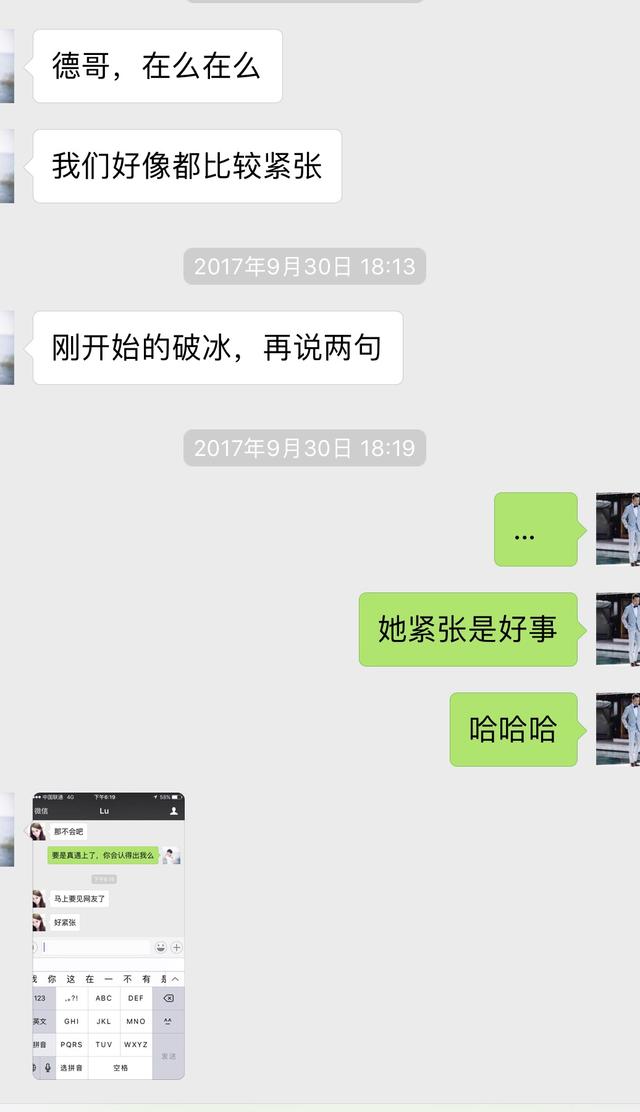 德哥，在么在么
我们好像都比较紧张
2017年9月30日 18:13
刚开始的破冰，再说两句
2017年9月30日 18:19
...
她紧张是好事
哈哈哈
中国联通 4G 下午6:19 58%
微信 Lu
那不会吧
要是真遇上了，你会认得出我么
马上要见网友了
好紧张
你 这 在 一 不 有
123 .,?! ABC DEF
英文 GHI JKL MNO ^^
拼音 PQRS TUV WXYZ
发送
选拼音 空格